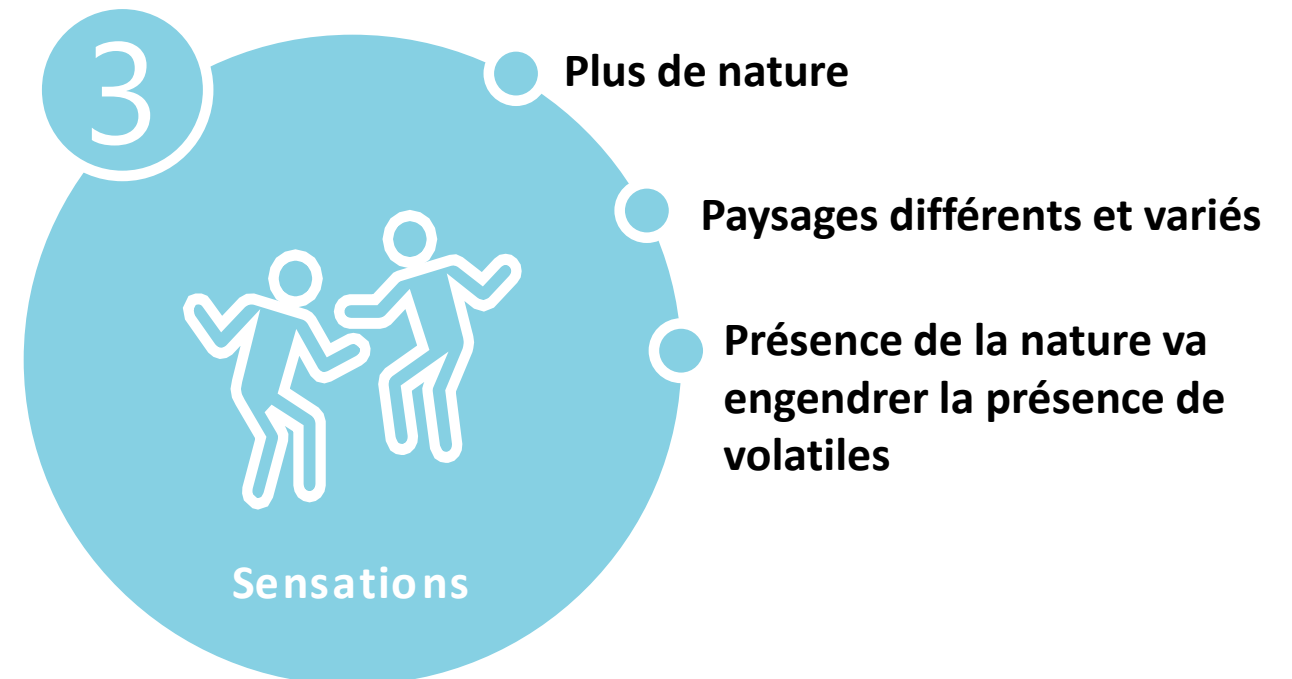 3
Plus de nature
Paysages différents et variés
Présence de la nature va
engendrer la présence de
volatiles
Sensations